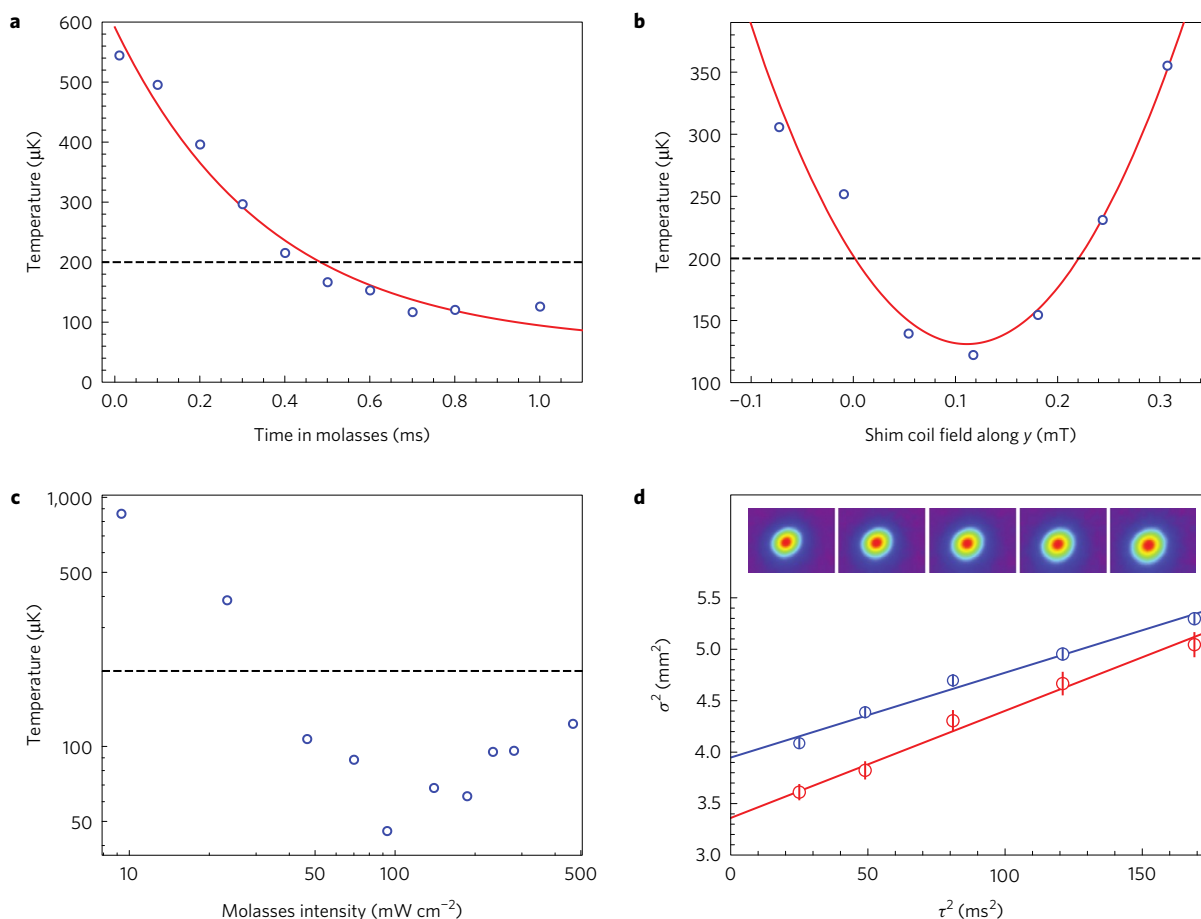 a
Temperature (μK)
600
500
400
300
200
100
0
0.0 0.2 0.4 0.6 0.8 1.0
Time in molasses (ms)
b
Temperature (μK)
350
300
250
200
150
100
−0.1 0.0 0.1 0.2 0.3
Shim coil field along y (mT)
c
Temperature (μK)
1,000
500
100
50
10 50 100 500
Molasses intensity (mW cm−2)
d
σ2 (mm2)
5.5
5.0
4.5
4.0
3.5
3.0
0 50 100 150
τ2 (ms2)